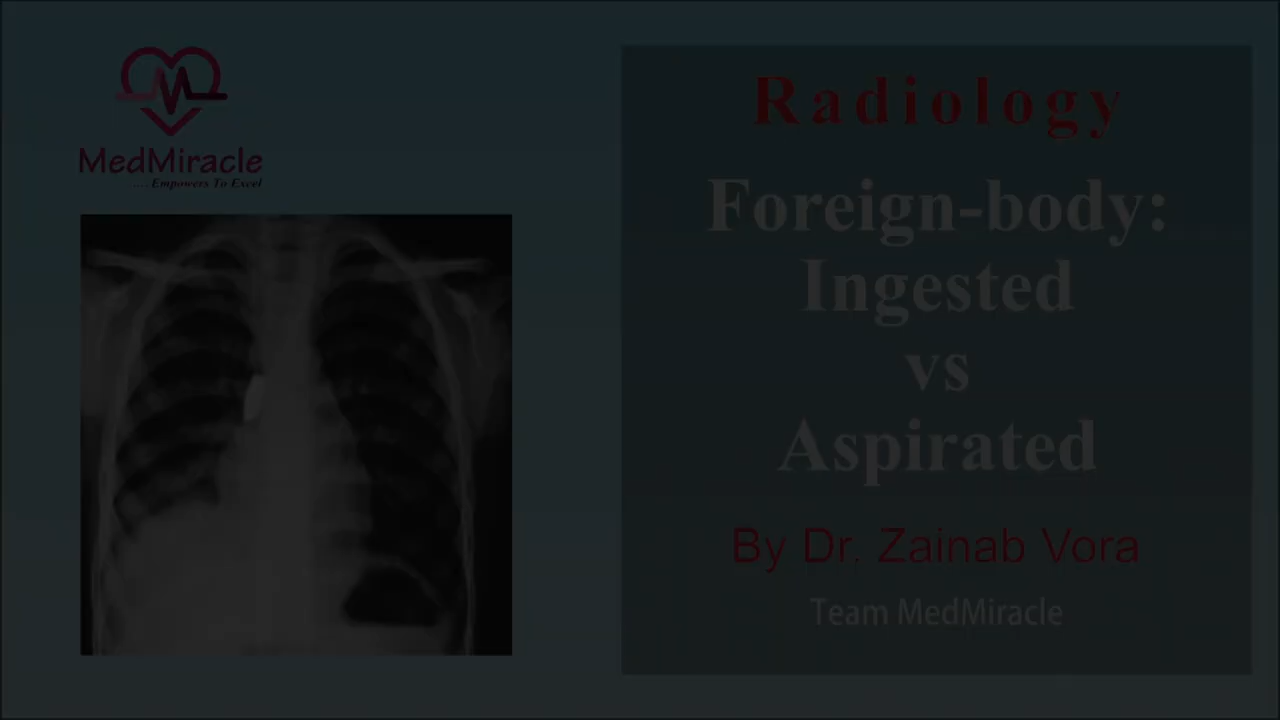 MedMiracle
....Empowers To Excel
Radiology
Foreign-body:
Ingested
vs
Aspirated
By Dr. Zainab Vora
Team MedMiracle